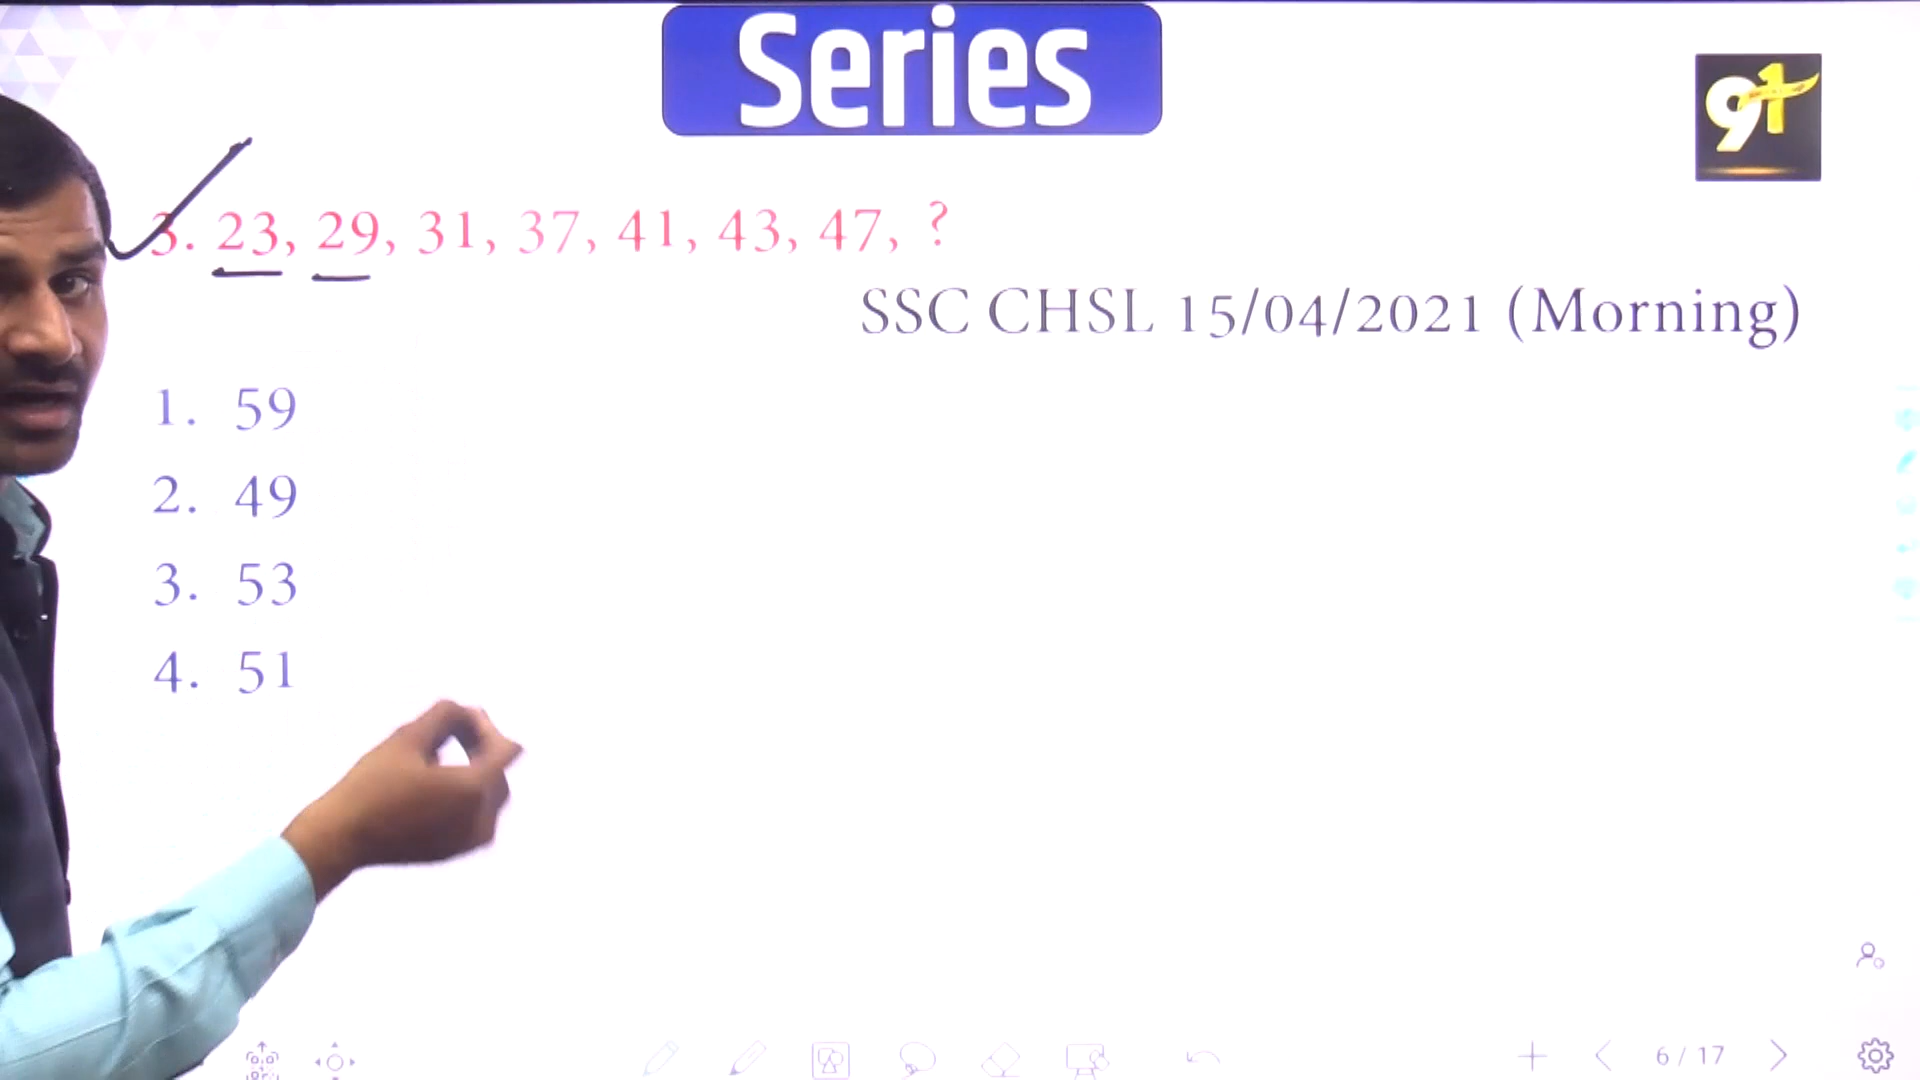 Series
91
3. 23, 29, 31, 37, 41, 43, 47, ?
SSC CHSL 15/04/2021 (Morning)
1. 59
2. 49
3. 53
4. 51
6 / 17